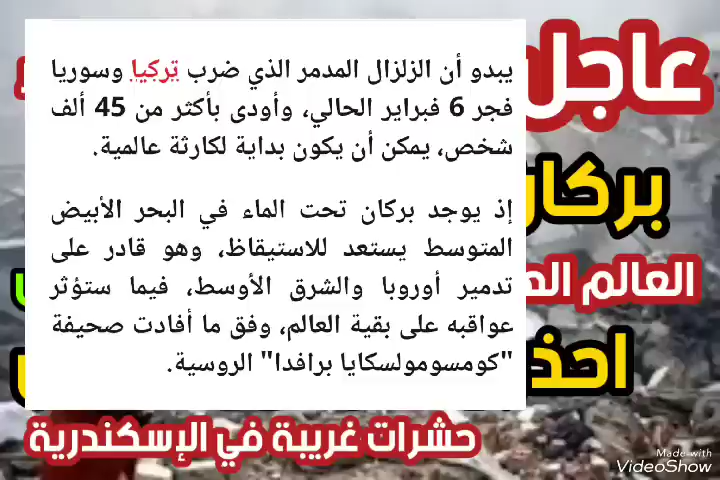 عاجل
يبدو أن الزلزال المدمر الذي ضرب تركيا وسوريا
فجر 6 فبراير الحالي، وأودى بأكثر من 45 ألف
شخص، يمكن أن يكون بداية لكارثة عالمية.
إذ يوجد بركان تحت الماء في البحر الأبيض
المتوسط يستعد للاستيقاظ، وهو قادر على
تدمير أوروبا والشرق الأوسط، فيما ستؤثر
عواقبه على بقية العالم، وفق ما أفادت صحيفة
"كومسومولسكايا برافدا" الروسية.
بركان
العالم
حشرات غريبة في الإسكندرية
Made with
VideoShow